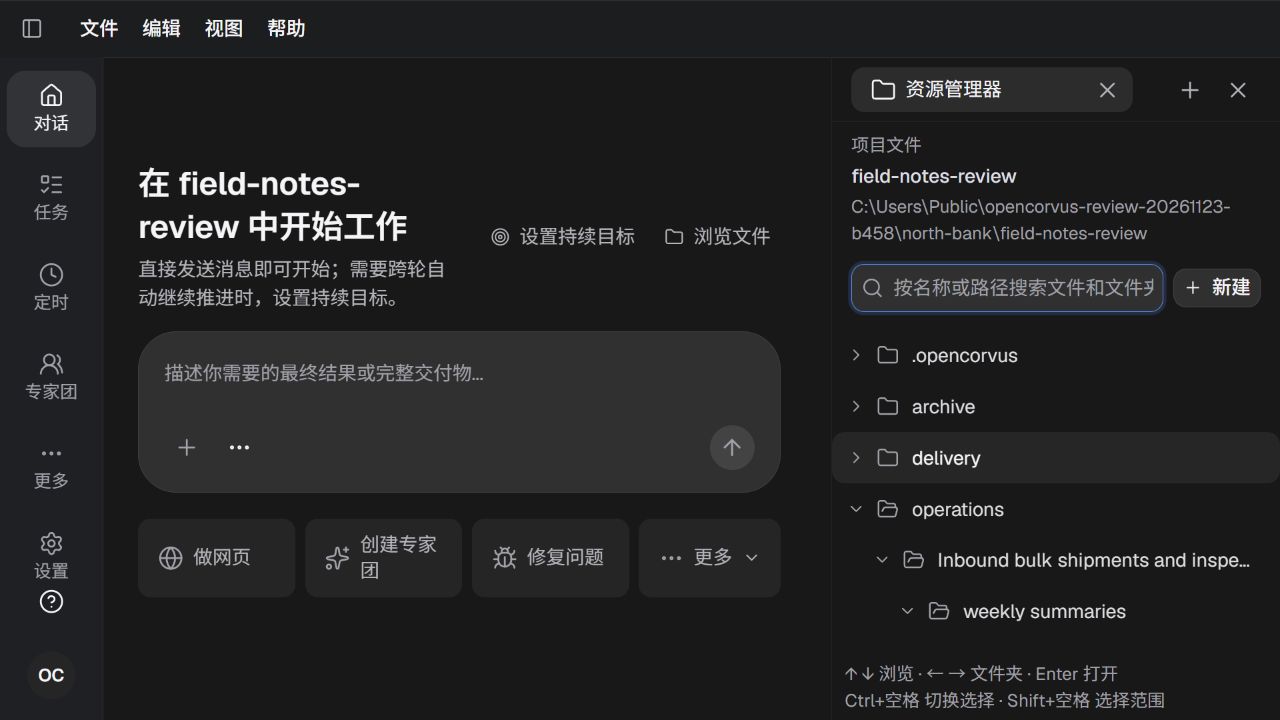 文件 编辑 视图 帮助
对话
任务
定时
专家团
更多
设置
OC
在 field-notes-
review 中开始工作
直接发送消息即可开始；需要跨轮自
动继续推进时，设置持续目标。
设置持续目标
浏览文件
描述你需要的最终结果或完整交付物...
做网页
创建专家
团
修复问题
更多
资源管理器
项目文件
field-notes-review
C:\Users\Public\opencorvus-review-20261123-
b458\north-bank\field-notes-review
按名称或路径搜索文件和文件夹
新建
.opencorvus
archive
delivery
operations
Inbound bulk shipments and inspe...
weekly summaries
↑↓ 浏览 · ←→ 文件夹 · Enter 打开
Ctrl+空格 切换选择 · Shift+空格 选择范围